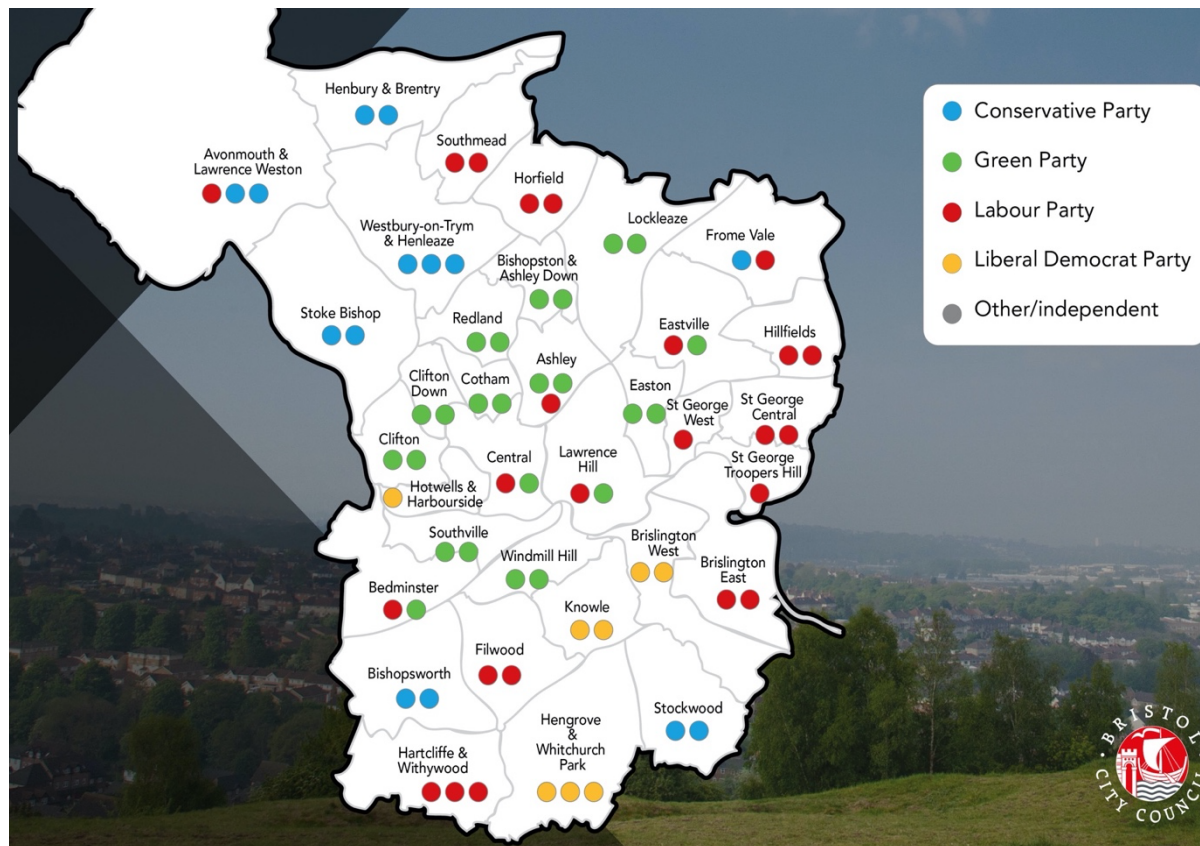 Henbury & Brentry
Southmead
Avonmouth &
Lawrence Weston
Horfield
Lockleaze
Westbury-on-Trym
& Henleaze
Frome Vale
Bishopston &
Ashley Down
Stoke Bishop
Redland
Eastville
Hillfields
Ashley
Clifton
Down
Cotham
Easton
St George
West
St George
Central
Clifton
Central
Lawrence
Hill
St George
Troopers Hill
Hotwells &
Harbourside
Southville
Windmill Hill
Brislington
West
Brislington
East
Bedminster
Knowle
Filwood
Bishopsworth
Stockwood
Hengrove
&
Whitchurch
Park
Hartcliffe &
Withywood
Conservative Party
Green Party
Labour Party
Liberal Democrat Party
Other/independent
BRISTOL
CITY COUNCIL